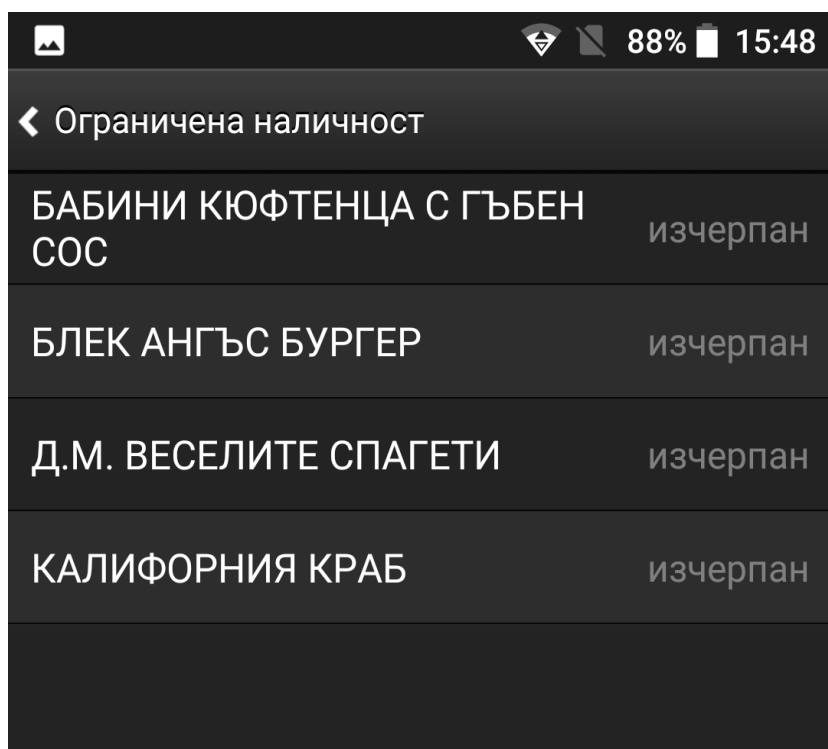 88% 15:48
Ограничена наличност
БАБИНИ КЮФТЕНЦА С ГЪБЕН
СОС
изчерпан
БЛЕК АНГЪС БУРГЕР изчерпан
Д.М. ВЕСЕЛИТЕ СПАГЕТИ изчерпан
КАЛИФОРНИЯ КРАБ изчерпан